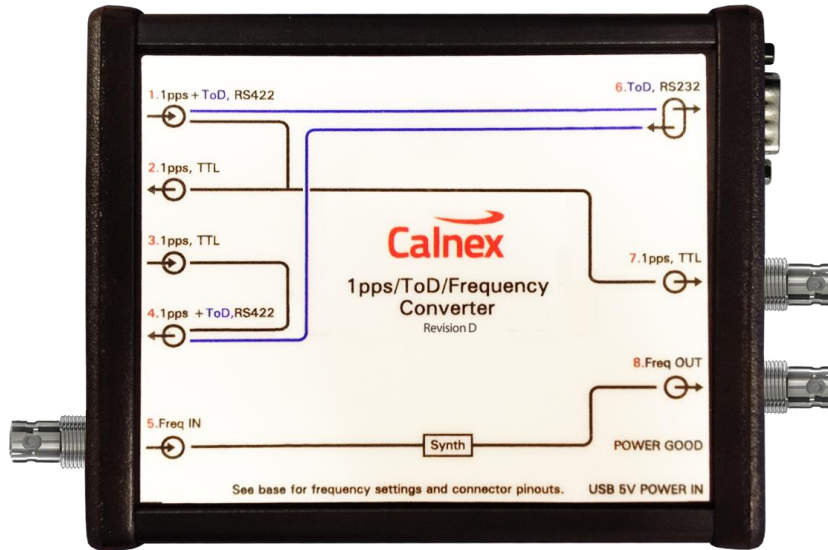 1.1pps + ToD, RS422
6.ToD, RS232
2.1pps, TTL
3.1pps, TTL
Calnex
7.1pps, TTL
1pps/ToD/Frequency
Converter
Revision D
4.1pps + ToD,RS422
8.Freq OUT
5.Freq IN
Synth
POWER GOOD
See base for frequency settings and connector pinouts.
USB 5V POWER IN